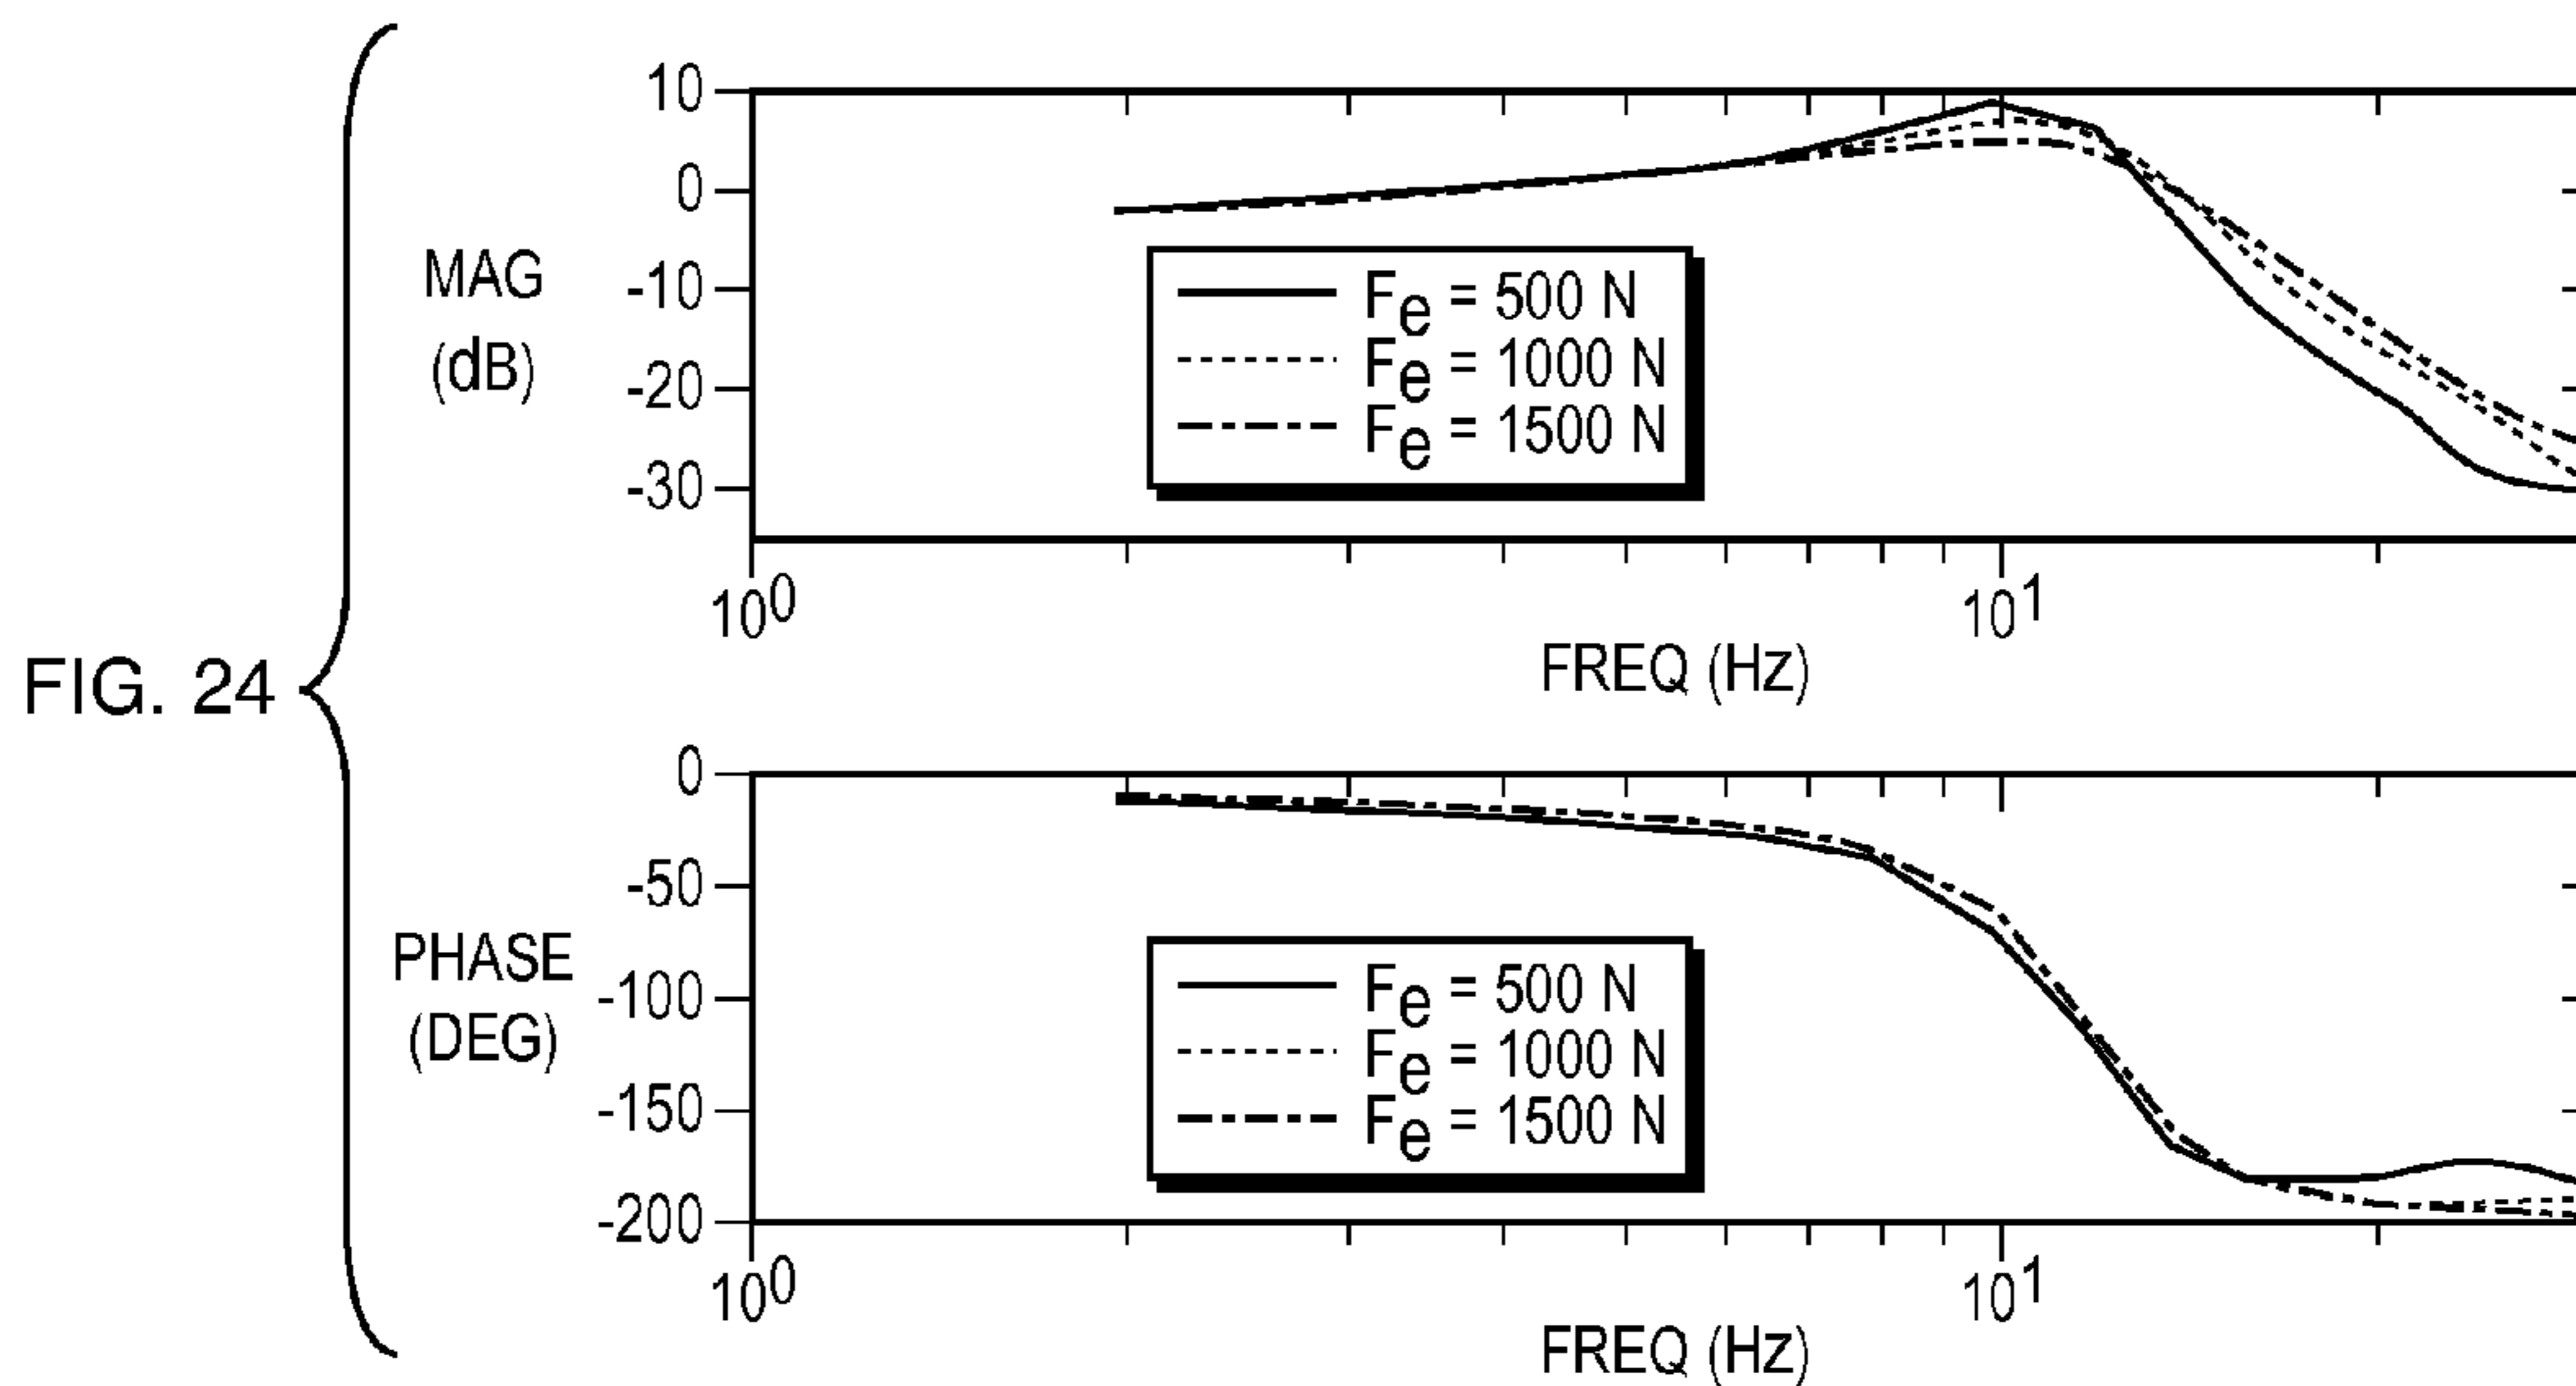 FIG. 24
MAG
(dB)
10
0
-10
-20
-30
Fe = 500 N
Fe = 1000 N
Fe = 1500 N
10^0
10^1
FREQ (Hz)
PHASE
(DEG)
0
-50
-100
-150
-200
Fe = 500 N
Fe = 1000 N
Fe = 1500 N
10^0
10^1
FREQ (Hz)